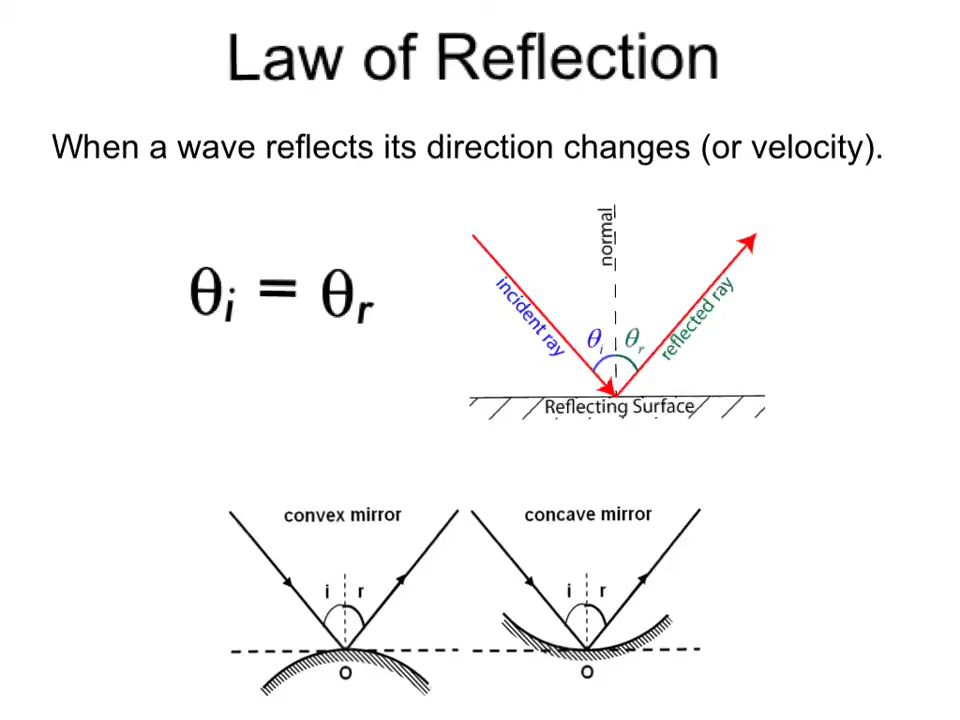 Law of Reflection
When a wave reflects its direction changes (or velocity).
θi = θr
normal
incident ray
reflected ray
θi
θr
Reflecting Surface
convex mirror
i r
O
concave mirror
i r
O